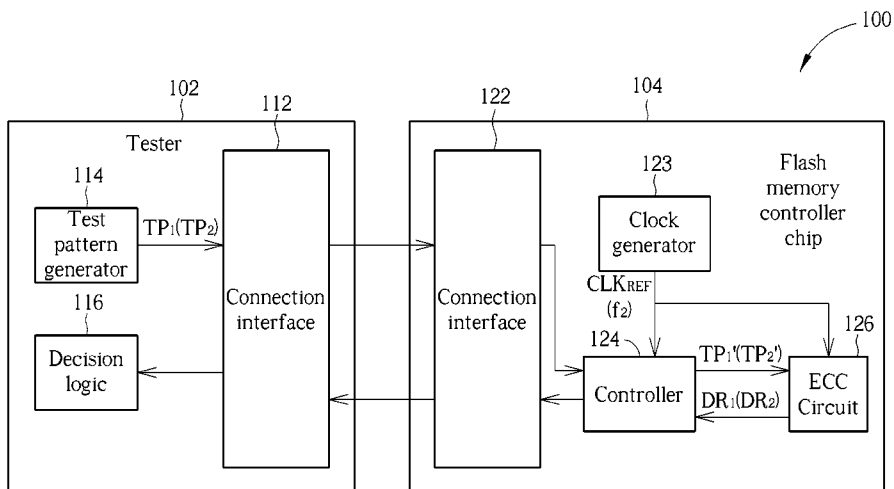 100
102
112
122
104
Tester
114
Test
pattern
generator
TP1(TP2)
116
Decision
logic
Connection
interface
Connection
interface
123
Clock
generator
Flash
memory
controller
chip
CLKREF
(f2)
124
Controller
TP1'(TP2')
DR1(DR2)
126
ECC
Circuit